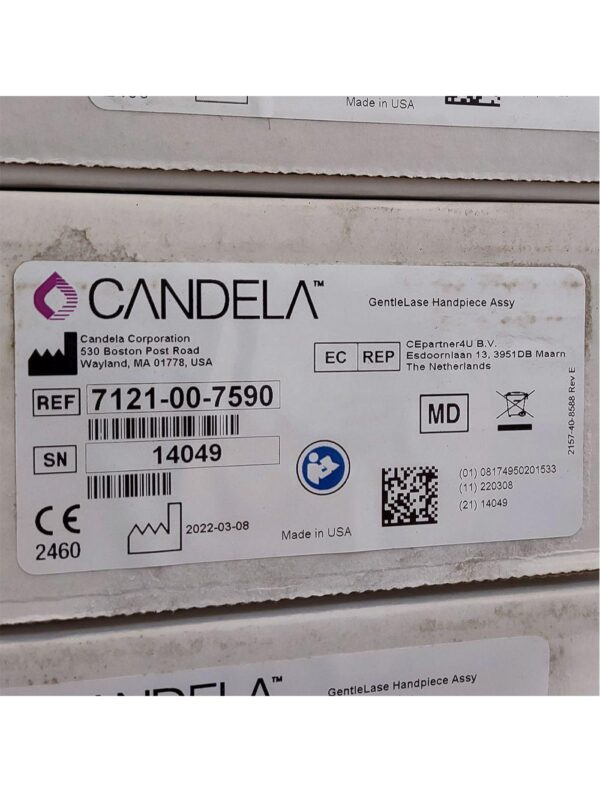 Made in USA
CANDELA™
GentleLase Handpiece Assy
Candela Corporation
530 Boston Post Road
Wayland, MA 01778, USA
EC REP
CEpartner4U B.V.
Esdoornlaan 13, 3951DB Maarn
The Netherlands
REF 7121-00-7590
MD
SN 14049
(01) 08174950201533
(11) 220308
(21) 14049
2157-40-8588 Rev E
CE
2460
2022-03-08
Made in USA
CANDELA™
GentleLase Handpiece Assy